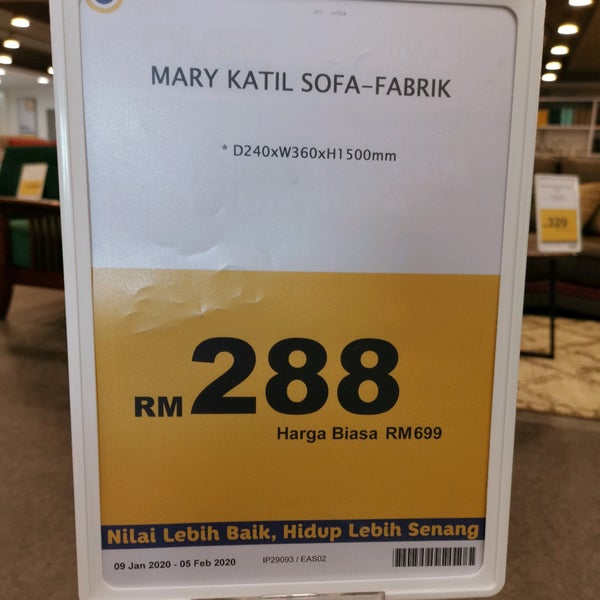 MARY KATIL SOFA-FABRIK
* D240xW360xH1500mm
RM 288
Harga Biasa RM699
Nilai Lebih Baik, Hidup Lebih Senang
09 Jan 2020 - 05 Feb 2020 IP29093 / EAS02
329